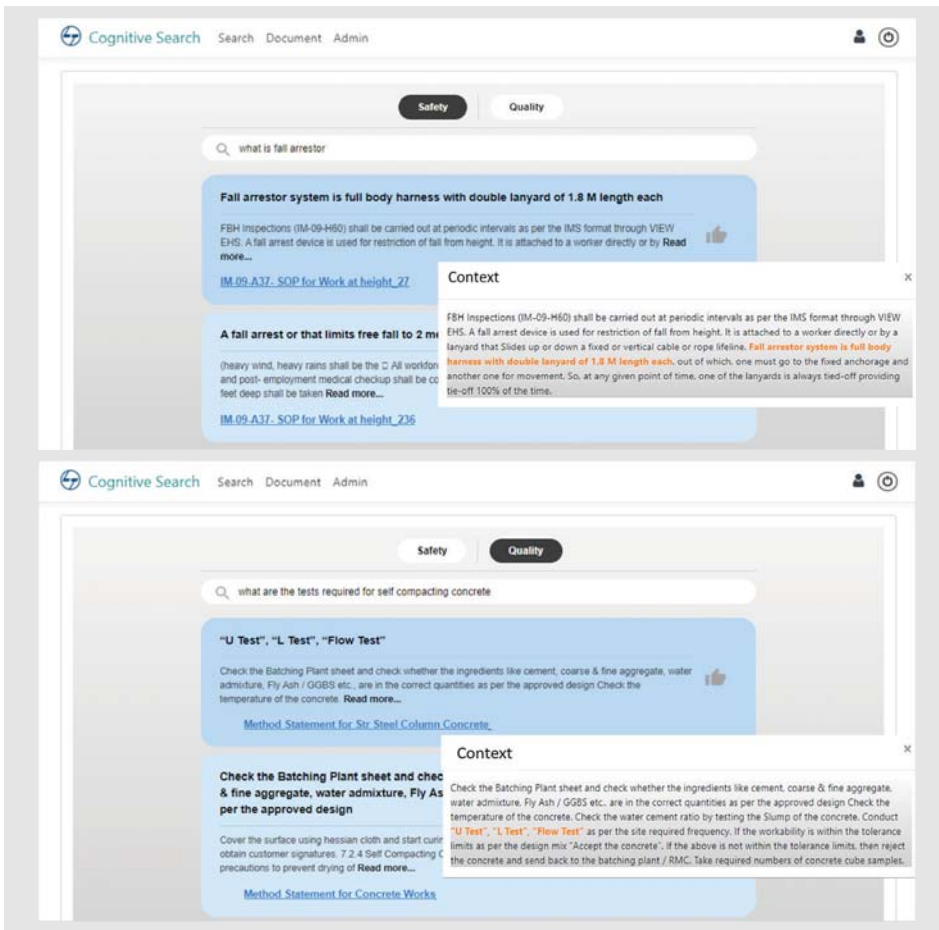 Cognitive Search Search Document Admin
Safety Quality
what is fall arrestor
Fall arrestor system is full body harness with double lanyard of 1.8 M length each
FBH Inspections (IM-09-H60) shall be carried out at periodic intervals as per the IMS format through VIEW
EHS. A fall arrest device is used for restriction of fall from height. It is attached to a worker directly or by Read
more...
IM-09-A37- SOP for Work at height_27
A fall arrest or that limits free fall to 2 me
(heavy wind, heavy rains shall be the □ All workfor
and post- employment medical checkup shall be co
feet deep shall be taken Read more...
IM-09-A37- SOP for Work at height_236
Context ×
FBH Inspections (IM-09-H60) shall be carried out at periodic intervals as per the IMS format through VIEW
EHS. A fall arrest device is used for restriction of fall from height. It is attached to a worker directly or by a
lanyard that Slides up or down a fixed or vertical cable or rope lifeline. Fall arrestor system is full body
harness with double lanyard of 1.8 M length each, out of which, one must go to the fixed anchorage and
another one for movement. So, at any given point of time, one of the lanyards is always tied-off providing
tie-off 100% of the time.
Cognitive Search Search Document Admin
Safety Quality
what are the tests required for self compacting concrete
“U Test”, “L Test”, “Flow Test”
Check the Batching Plant sheet and check whether the ingredients like cement, coarse & fine aggregate, water
admixture, Fly Ash / GGBS etc., are in the correct quantities as per the approved design Check the
temperature of the concrete. Read more...
Method Statement for Str Steel Column Concrete_
Check the Batching Plant sheet and chec
& fine aggregate, water admixture, Fly As
per the approved design
Cover the surface using hessian cloth and start curin
obtain customer signatures. 7.2.4 Self Compacting C
precautions to prevent drying of Read more...
Method Statement for Concrete Works
Context ×
Check the Batching Plant sheet and check whether the ingredients like cement, coarse & fine aggregate,
water admixture, Fly Ash / GGBS etc., are in the correct quantities as per the approved design Check the
temperature of the concrete. Check the water cement ratio by testing the Slump of the concrete. Conduct
“U Test”, “L Test”, “Flow Test” as per the site required frequency. If the workability is within the tolerance
limits as per the design mix “Accept the concrete”. If the above is not within the tolerance limits, then reject
the concrete and send back to the batching plant / RMC. Take required numbers of concrete cube samples.